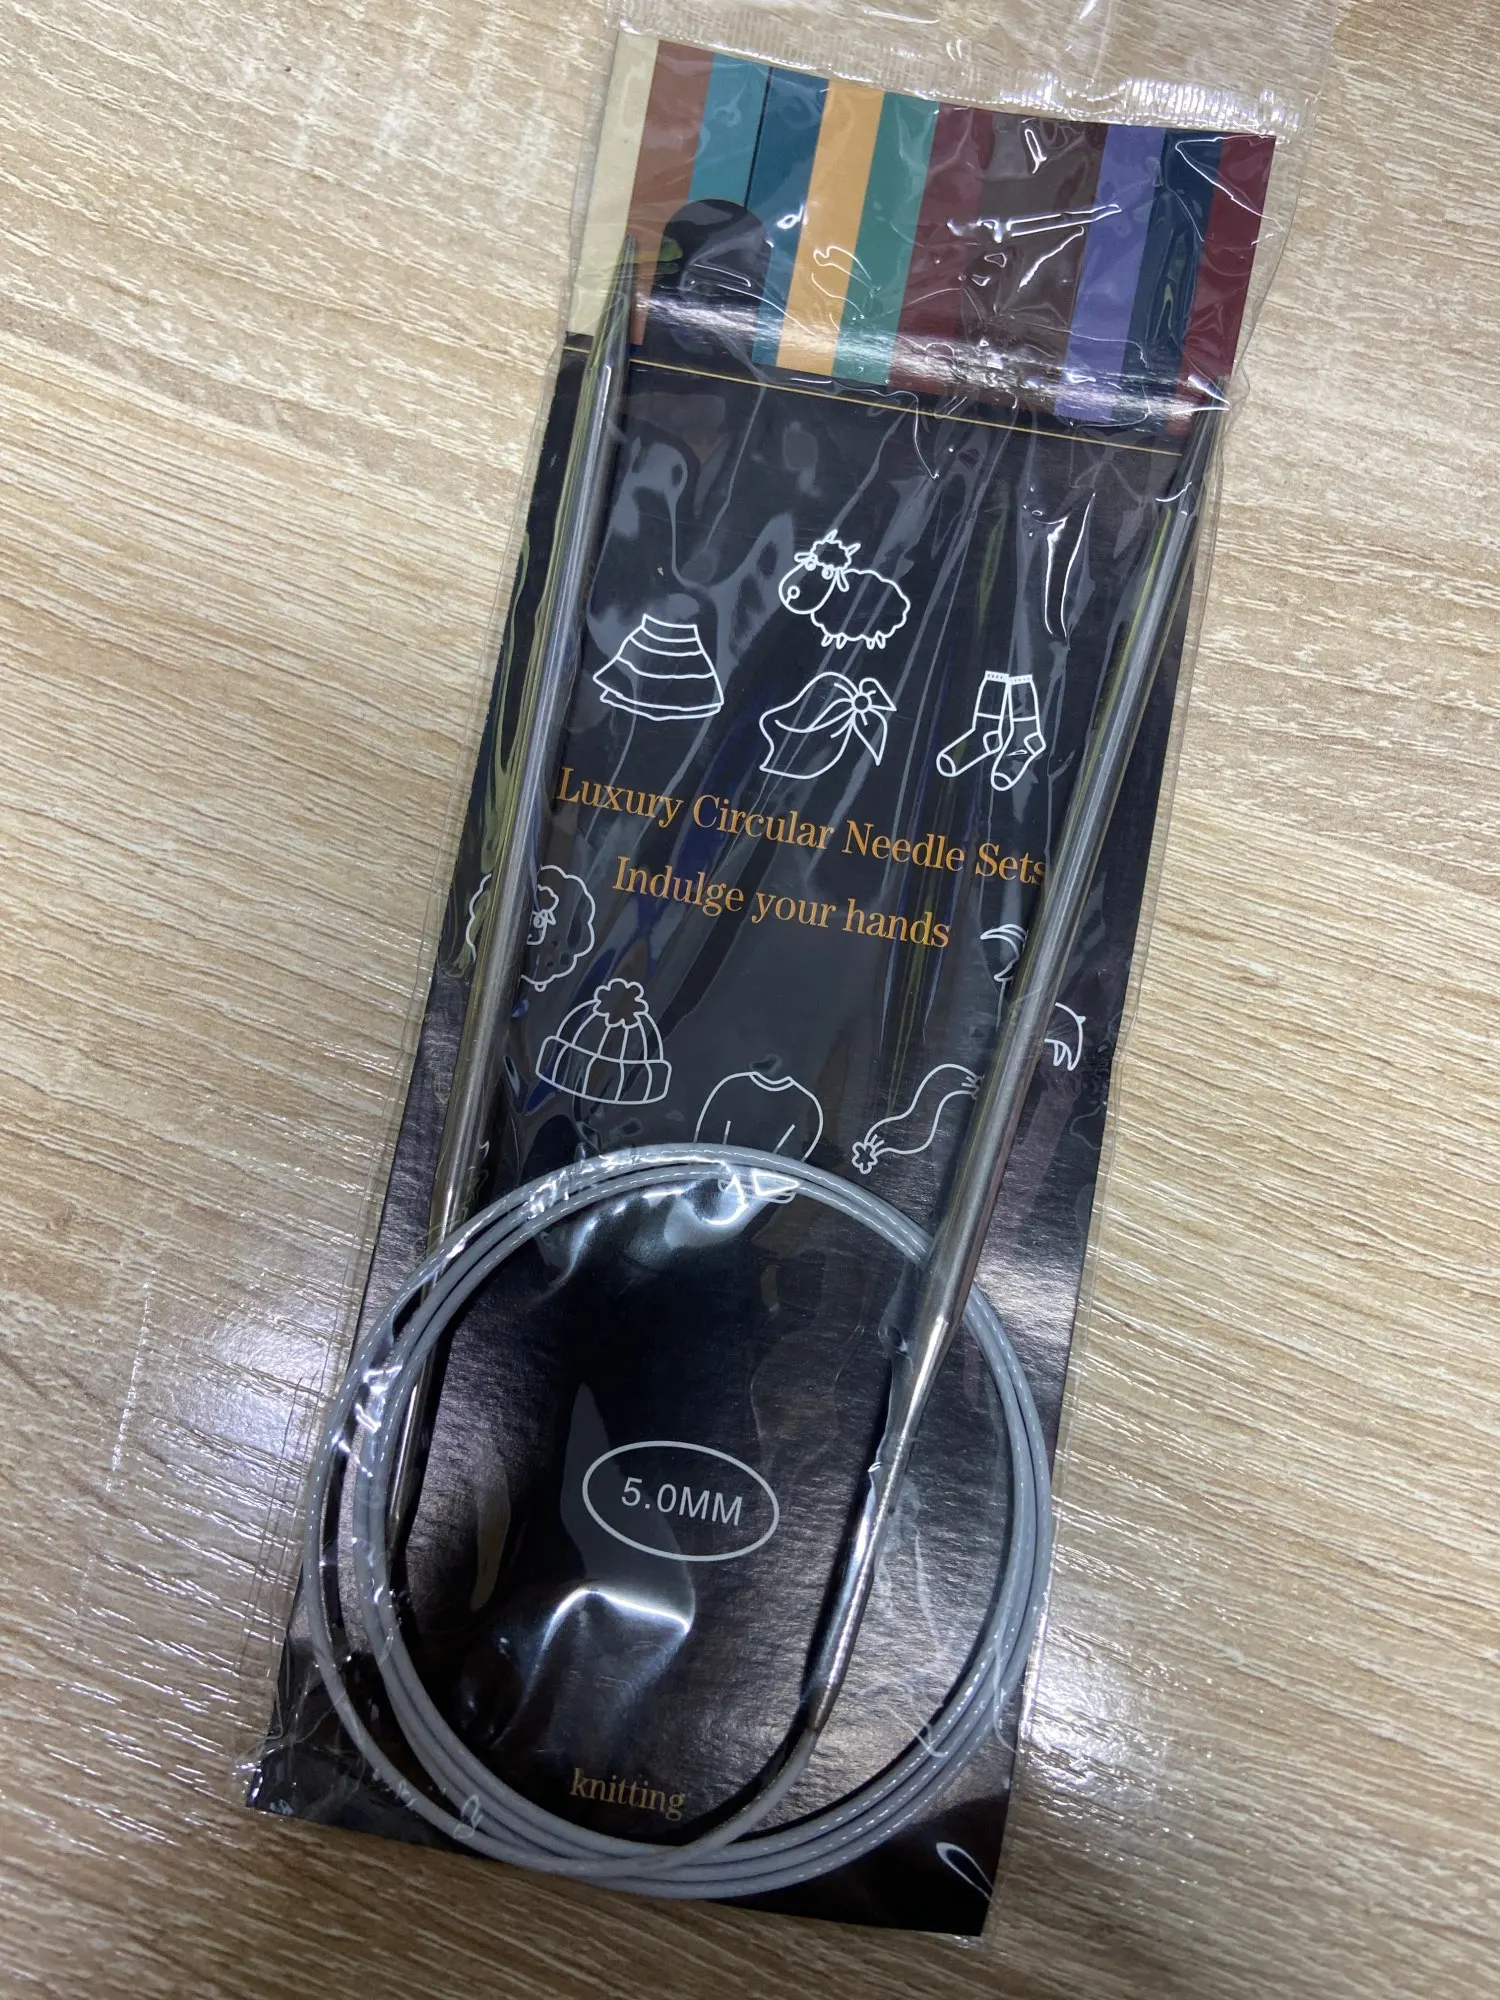 Luxury Circular Needle Sets
Indulge your hands
5.0MM
knitting